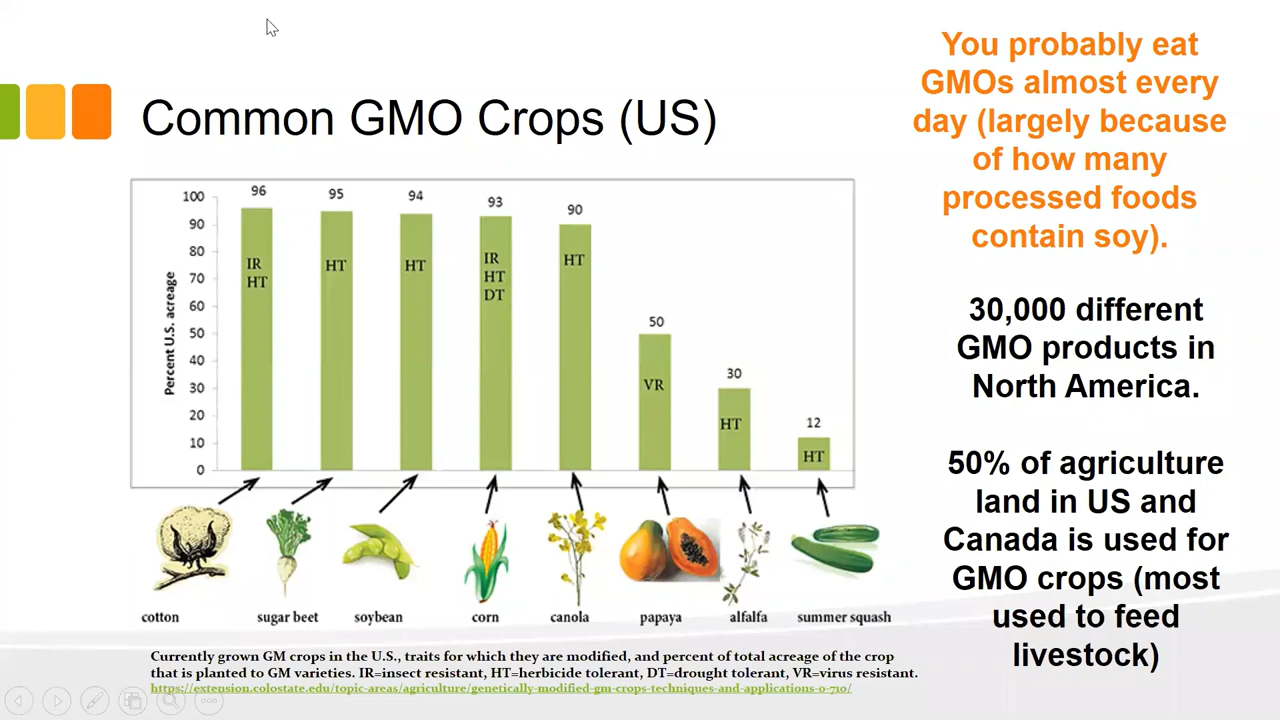 Common GMO Crops (US)
Percent U.S. acreage
100
90
80
70
60
50
40
30
20
10
0
96
95
94
93
90
50
30
12
IR
HT
HT
HT
IR
HT
DT
HT
VR
HT
HT
cotton
sugar beet
soybean
corn
canola
papaya
alfalfa
summer squash
Currently grown GM crops in the U.S., traits for which they are modified, and percent of total acreage of the crop
that is planted to GM varieties. IR=insect resistant, HT=herbicide tolerant, DT=drought tolerant, VR=virus resistant.
https://extension.colostate.edu/topic-areas/agriculture/genetically-modified-gm-crops-techniques-and-applications-0-710/
You probably eat
GMOs almost every
day (largely because
of how many
processed foods
contain soy).
30,000 different
GMO products in
North America.
50% of agriculture
land in US and
Canada is used for
GMO crops (most
used to feed
livestock)